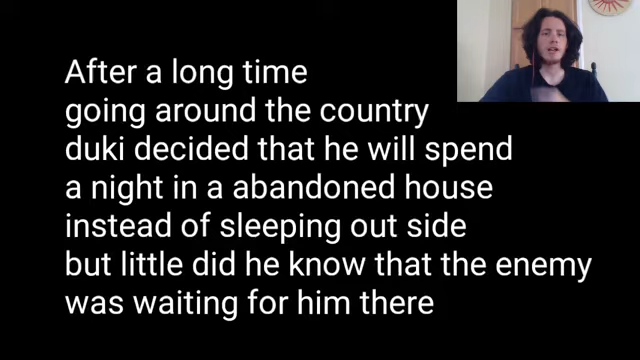 After a long time
going around the country
duki decided that he will spend
a night in a abandoned house
instead of sleeping out side
but little did he know that the enemy
was waiting for him there